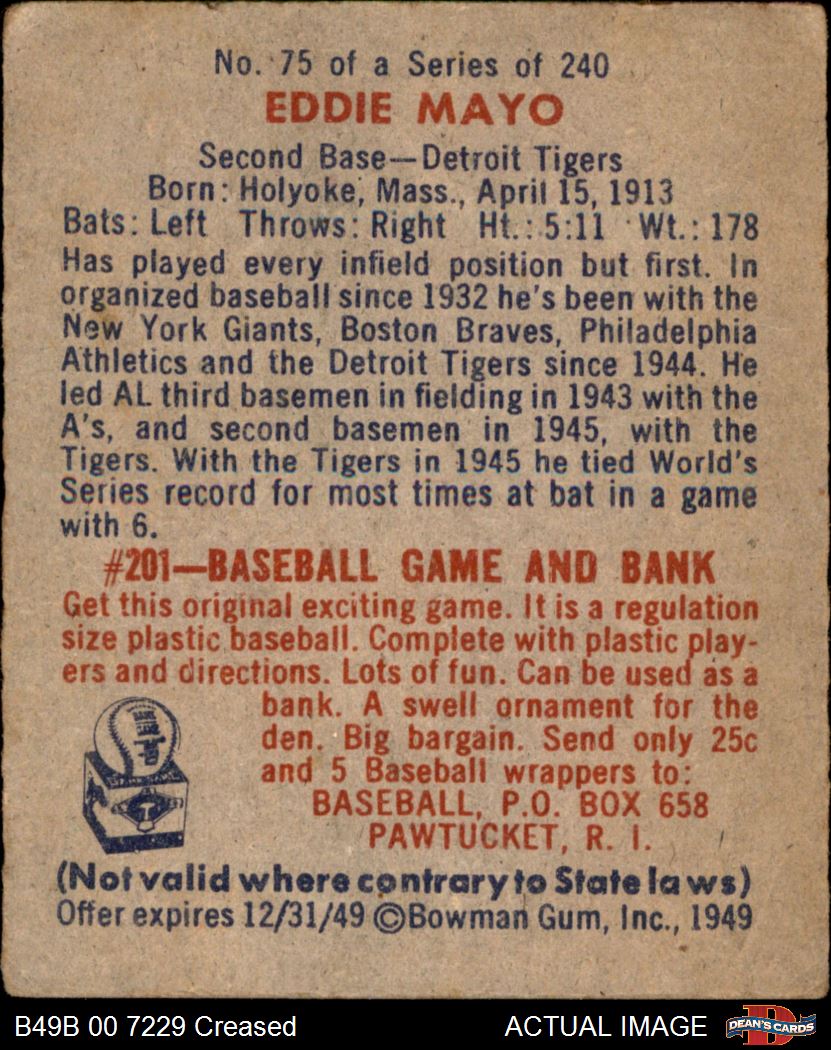 No. 75 of a Series of 240
EDDIE MAYO
Second Base—Detroit Tigers
Born: Holyoke, Mass., April 15, 1913
Bats: Left Throws: Right Ht.: 5:11 Wt.: 178
Has played every infield position but first. In
organized baseball since 1932 he's been with the
New York Giants, Boston Braves, Philadelphia
Athletics and the Detroit Tigers since 1944. He
led AL third basemen in fielding in 1943 with the
A's, and second basemen in 1945, with the
Tigers. With the Tigers in 1945 he tied World's
Series record for most times at bat in a game
with 6.
#201—BASEBALL GAME AND BANK
Get this original exciting game. It is a regulation
size plastic baseball. Complete with plastic play-
ers and directions. Lots of fun. Can be used as a
bank. A swell ornament for the
den. Big bargain. Send only 25c
and 5 Baseball wrappers to:
BASEBALL, P.O. BOX 658
PAWTUCKET, R. I.
(Not valid where contrary to State laws)
Offer expires 12/31/49 ©Bowman Gum, Inc., 1949
B49B 00 7229 Creased ACTUAL IMAGE DEAN'S CARDS